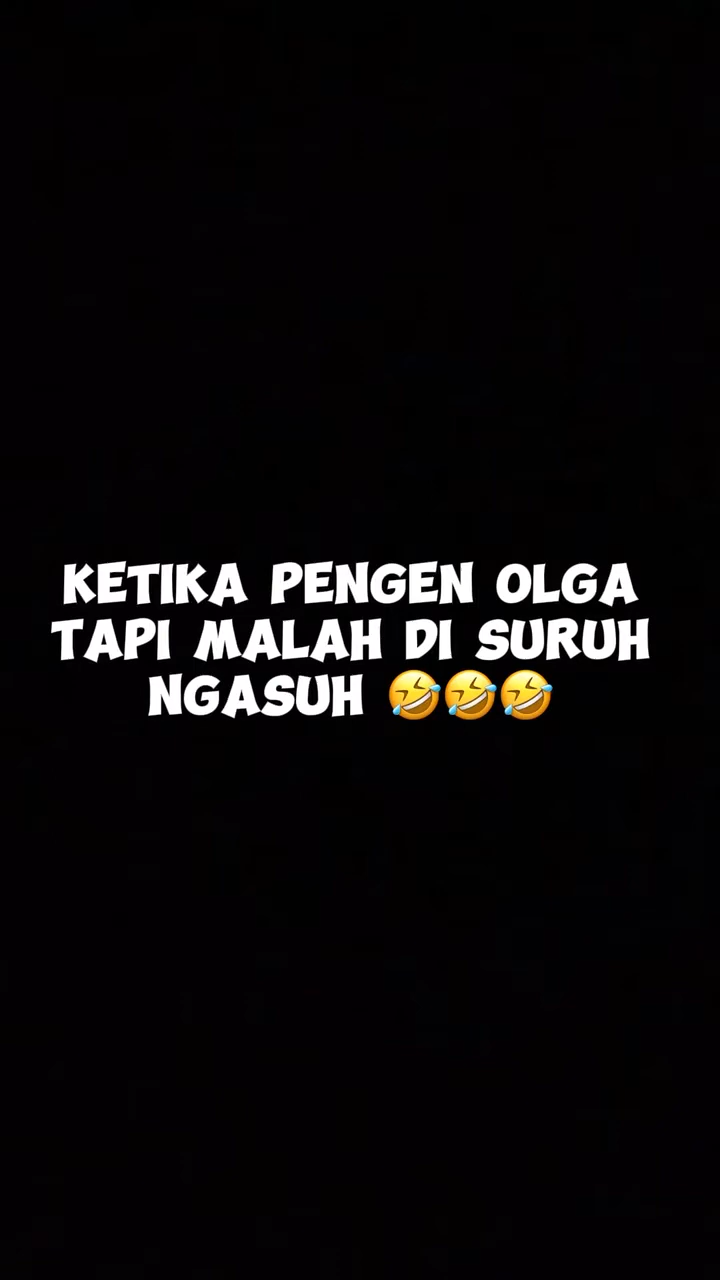 KETIKA PENGEN OLGA
TAPI MALAH DI SURUH
NGASUH 🤣🤣🤣